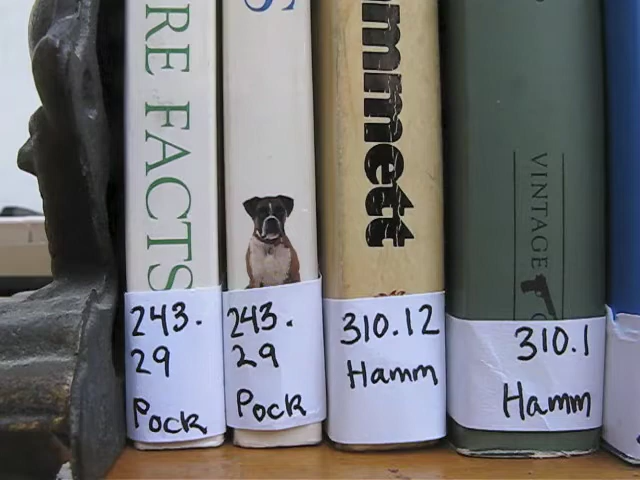 RE FACTS
243.
29
Pock
S
243.
29
Pock
mmett
310.12
Hamm
VINTAGE
310.1
Hamm